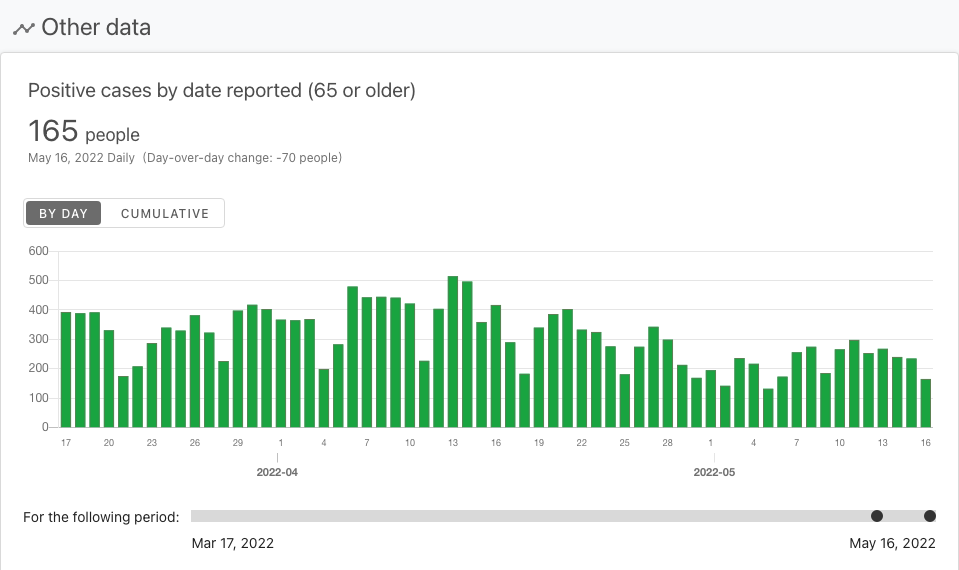 Other data
Positive cases by date reported (65 or older)
165 people
May 16, 2022 Daily (Day-over-day change: -70 people)
BY DAY CUMULATIVE
600
500
400
300
200
100
0
17 20 23 26 29 1 4 7 10 13 16 19 22 25 28 1 4 7 10 13 16
2022-04 2022-05
For the following period:
Mar 17, 2022 May 16, 2022